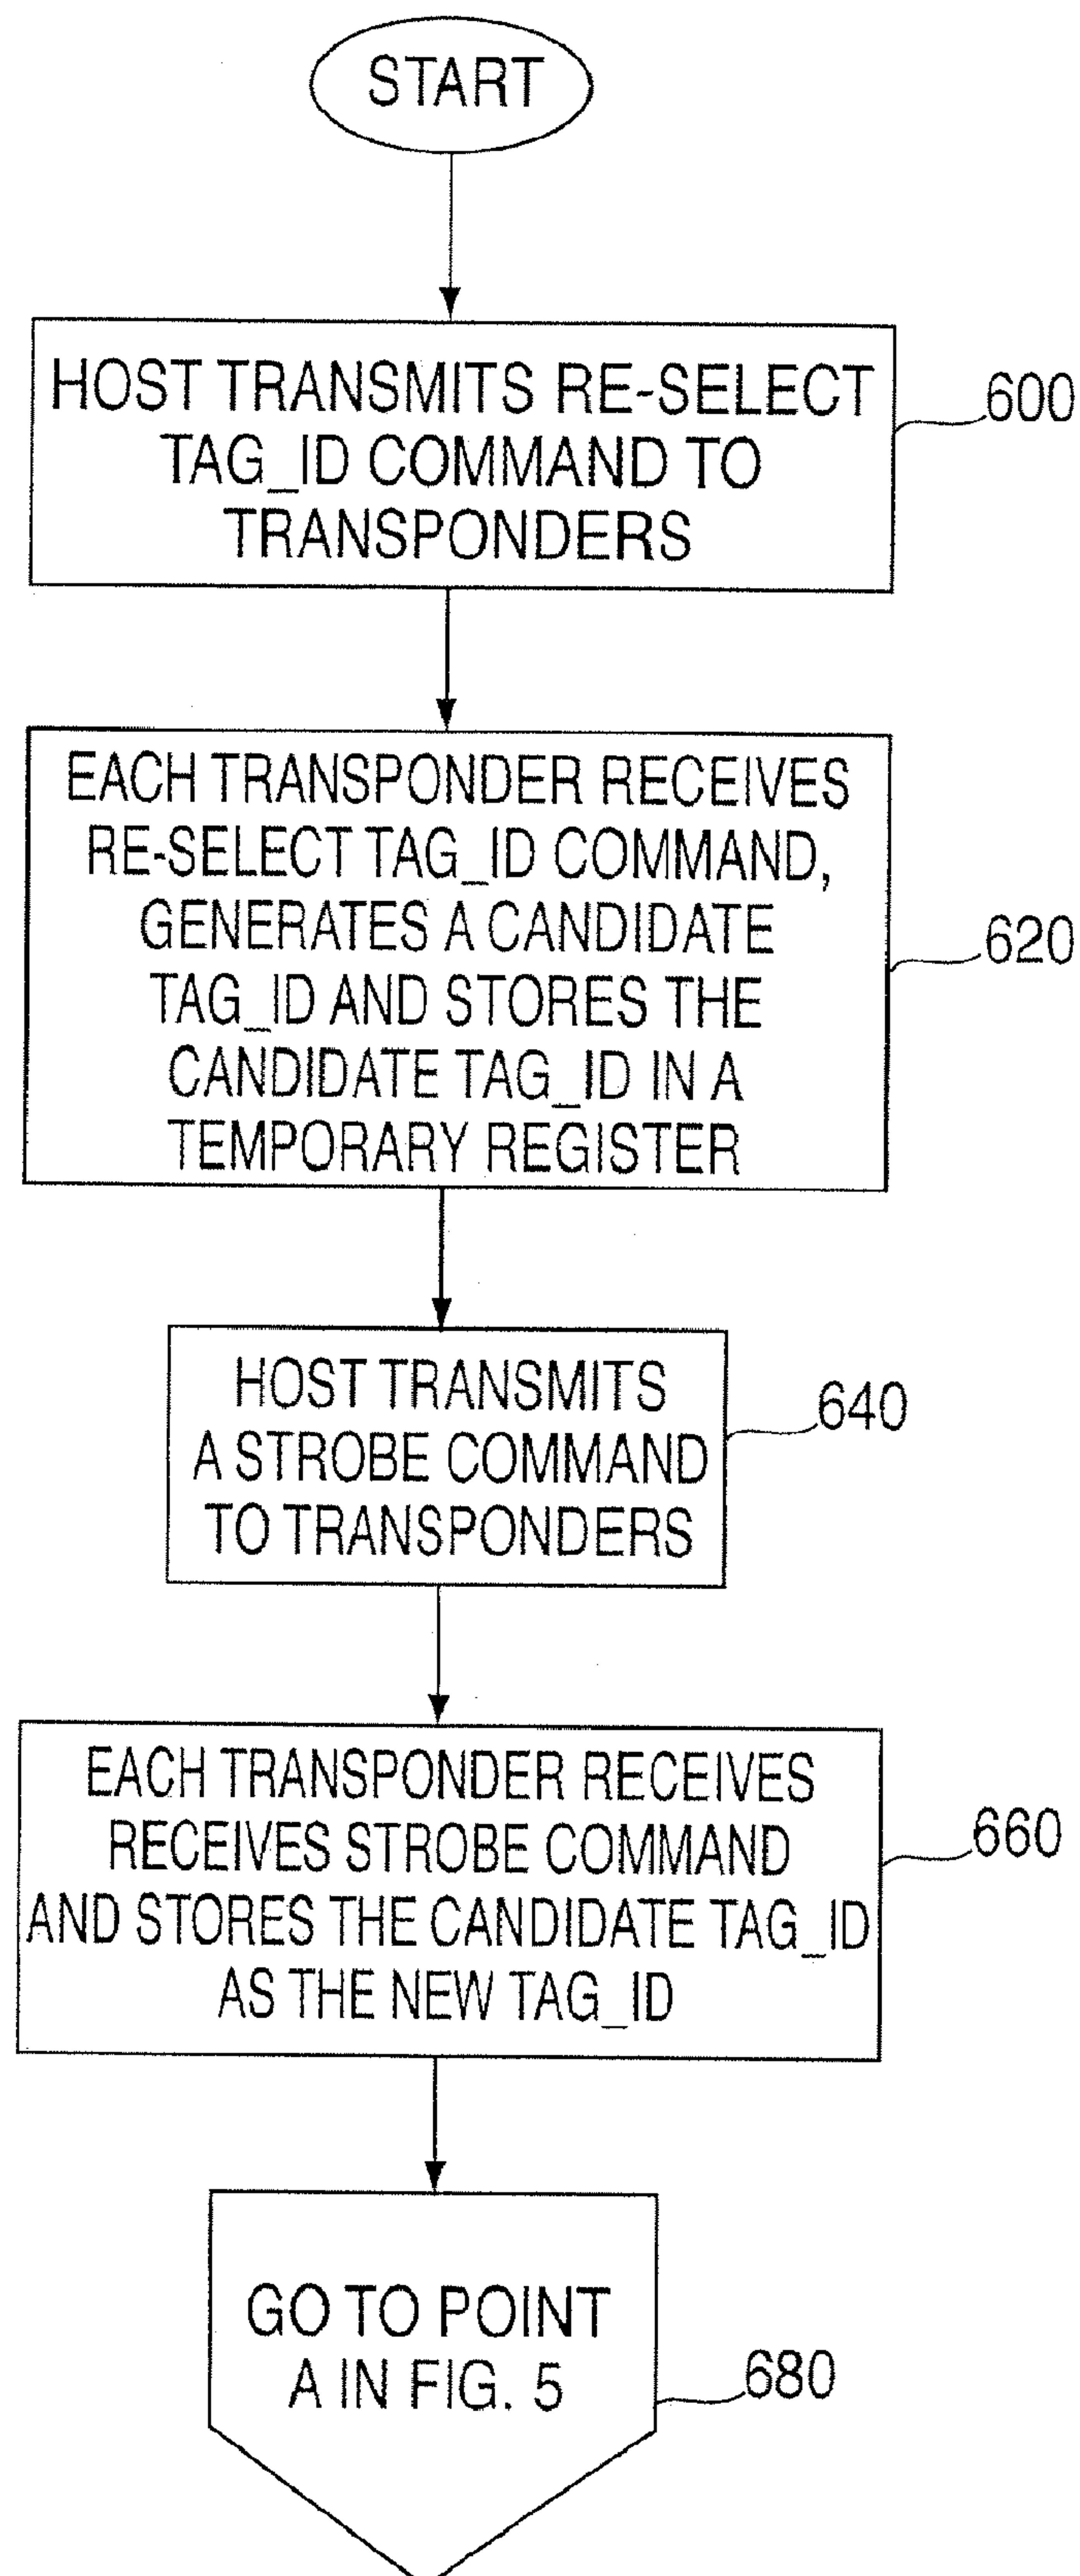 START
HOST TRANSMITS RE-SELECT
TAG_ID COMMAND TO
TRANSPONDERS
600
EACH TRANSPONDER RECEIVES
RE-SELECT TAG_ID COMMAND,
GENERATES A CANDIDATE
TAG_ID AND STORES THE
CANDIDATE TAG_ID IN A
TEMPORARY REGISTER
620
HOST TRANSMITS
A STROBE COMMAND
TO TRANSPONDERS
640
EACH TRANSPONDER RECEIVES
RECEIVES STROBE COMMAND
AND STORES THE CANDIDATE TAG_ID
AS THE NEW TAG_ID
660
GO TO POINT
A IN FIG. 5
680